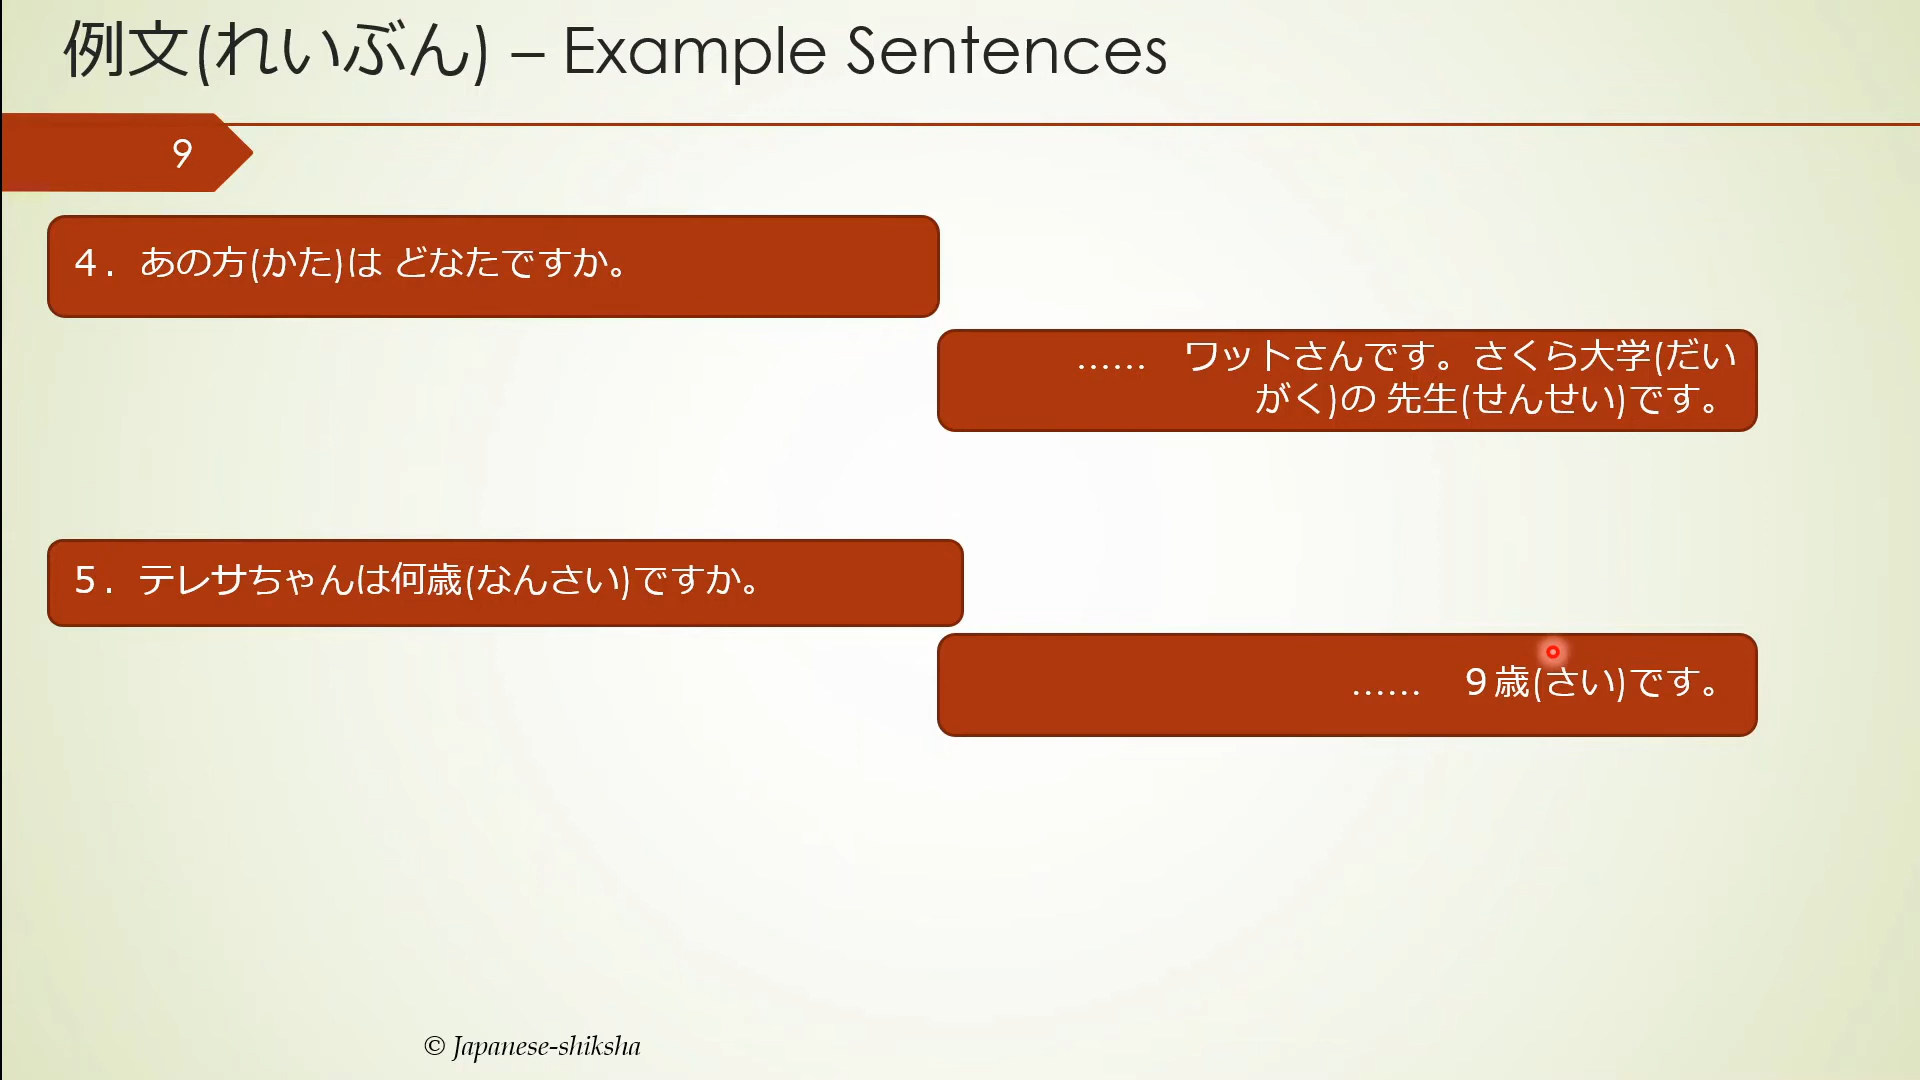 例文(れいぶん) – Example Sentences
9
４．あの方(かた)は どなたですか。
…… ワットさんです。さくら大学(だい
がく)の 先生(せんせい)です。
５．テレサちゃんは何歳(なんさい)ですか。
…… ９歳(さい)です。
© Japanese-shiksha